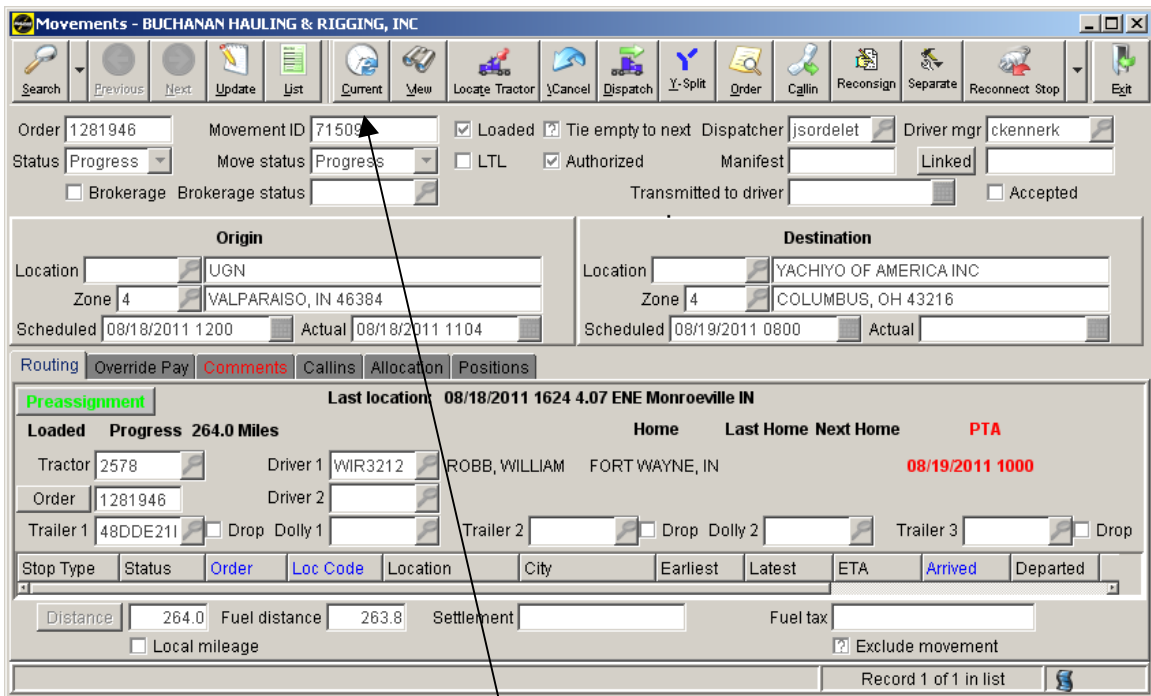 Movements - BUCHANAN HAULING & RIGGING, INC
Search Previous Next Update List Current View Locate Tractor \Cancel Dispatch Y-Split Order Callin Reconsign Separate Reconnect Stop Exit
Order 1281946 Movement ID 71509 Loaded ? Tie empty to next Dispatcher jsordelet Driver mgr ckennerk
Status Progress Move status Progress LTL Authorized Manifest Linked
Brokerage Brokerage status Transmitted to driver Accepted
Origin Destination
Location UGN Location YACHIYO OF AMERICA INC
Zone 4 VALPARAISO, IN 46384 Zone 4 COLUMBUS, OH 43216
Scheduled 08/18/2011 1200 Actual 08/18/2011 1104 Scheduled 08/19/2011 0800 Actual
Routing Override Pay Comments Callins Allocation Positions
Preassignment Last location: 08/18/2011 1624 4.07 ENE Monroeville IN
Loaded Progress 264.0 Miles Home Last Home Next Home PTA
Tractor 2578 Driver 1 WIR3212 ROBB, WILLIAM FORT WAYNE, IN 08/19/2011 1000
Order 1281946 Driver 2
Trailer 1 48DDE21I Drop Dolly 1 Trailer 2 Drop Dolly 2 Trailer 3 Drop
Stop Type Status Order Loc Code Location City Earliest Latest ETA Arrived Departed
Distance 264.0 Fuel distance 263.8 Settlement Fuel tax
Local mileage ? Exclude movement
Record 1 of 1 in list